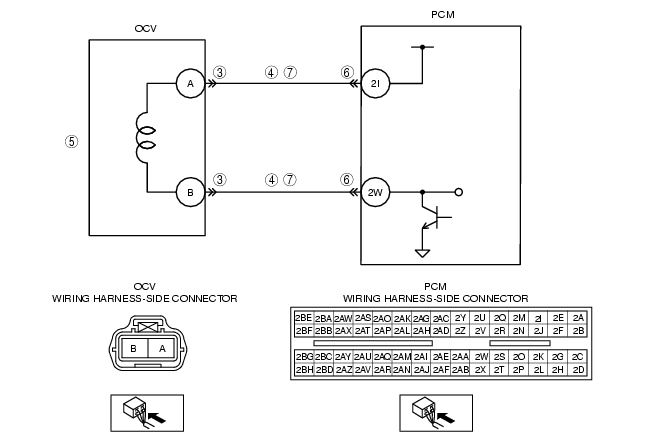 OCV
PCM
A ③ ④ ⑦ ⑥ 2I
⑤
B ③ ④ ⑦ ⑥ 2W
OCV
WIRING HARNESS-SIDE CONNECTOR
B A
PCM
WIRING HARNESS-SIDE CONNECTOR
2BE 2BA 2AW 2AS 2AO 2AK 2AG 2AC 2Y 2U 2Q 2M 2I 2E 2A
2BF 2BB 2AX 2AT 2AP 2AL 2AH 2AD 2Z 2V 2R 2N 2J 2F 2B
2BG 2BC 2AY 2AU 2AQ 2AM 2AI 2AE 2AA 2W 2S 2O 2K 2G 2C
2BH 2BD 2AZ 2AV 2AR 2AN 2AJ 2AF 2AB 2X 2T 2P 2L 2H 2D